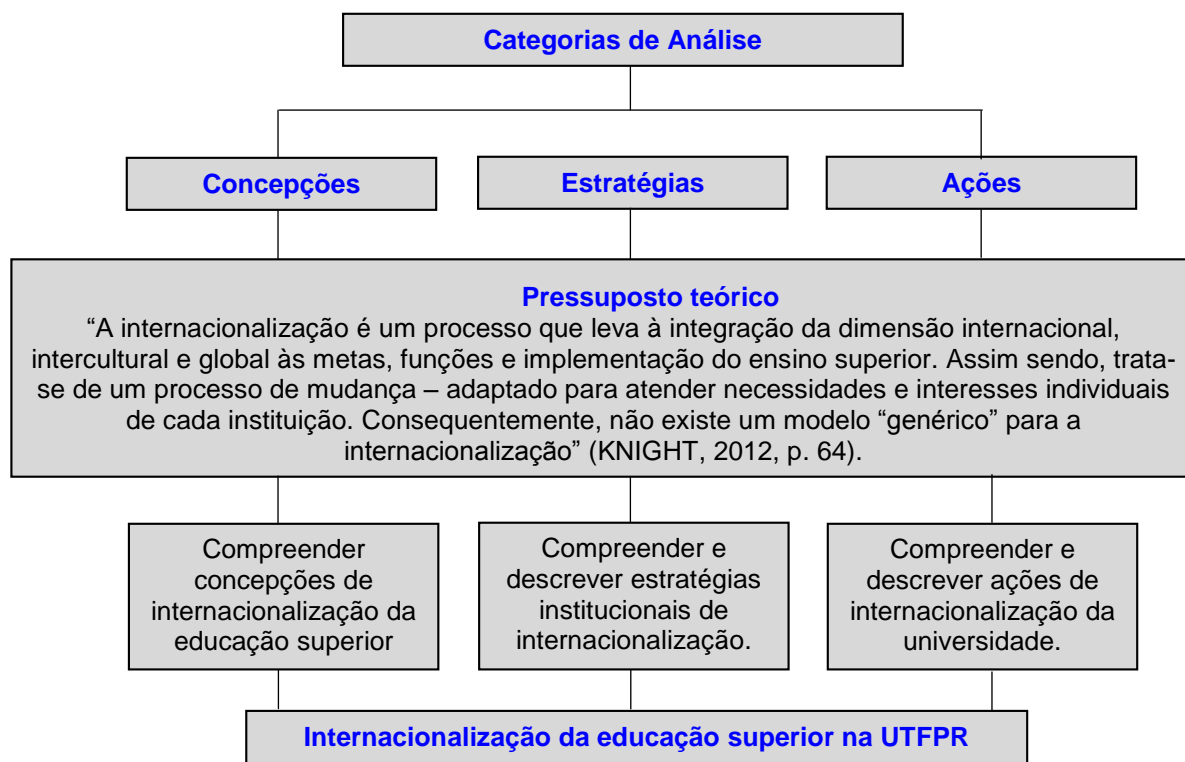 Categorias de Análise
Concepções
Estratégias
Ações
Pressuposto teórico
“A internacionalização é um processo que leva à integração da dimensão internacional,
intercultural e global às metas, funções e implementação do ensino superior. Assim sendo, trata-
se de um processo de mudança – adaptado para atender necessidades e interesses individuais
de cada instituição. Consequentemente, não existe um modelo “genérico” para a
internacionalização” (KNIGHT, 2012, p. 64).
Compreender
concepções de
internacionalização da
educação superior
Compreender e
descrever estratégias
institucionais de
internacionalização.
Compreender e
descrever ações de
internacionalização da
universidade.
Internacionalização da educação superior na UTFPR